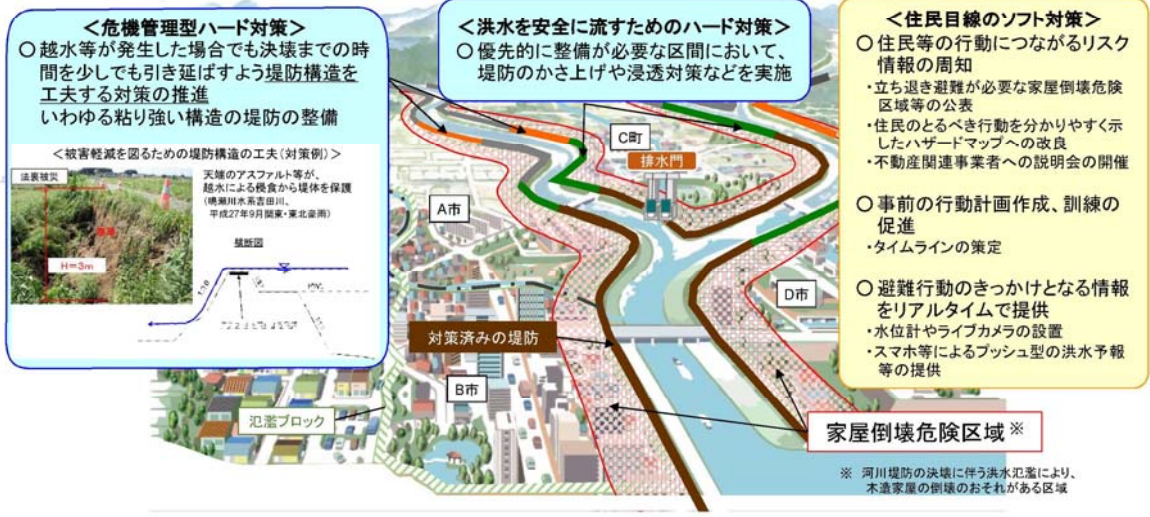 <危機管理型ハード対策>
○越水等が発生した場合でも決壊までの時
間を少しでも引き延ばすよう堤防構造を
工夫する対策の推進
いわゆる粘り強い構造の堤防の整備
<被害軽減を図るための堤防構造の工夫(対策例)>
法裏被災
H=3m
天端のアスファルト等が、
越水による侵食から堤体を保護
(鳴瀬川水系吉田川、
平成27年9月関東・東北豪雨)
横断図
<洪水を安全に流すためのハード対策>
○優先的に整備が必要な区間において、
堤防のかさ上げや浸透対策などを実施
C町
排水門
A市
D市
対策済みの堤防
B市
氾濫ブロック
家屋倒壊危険区域※
※ 河川堤防の決壊に伴う洪水氾濫により、
木造家屋の倒壊のおそれがある区域
<住民目線のソフト対策>
○住民等の行動につながるリスク
情報の周知
・立ち退き避難が必要な家屋倒壊危険
区域等の公表
・住民のとるべき行動を分かりやすく示
したハザードマップへの改良
・不動産関連事業者への説明会の開催
○事前の行動計画作成、訓練の
促進
・タイムラインの策定
○避難行動のきっかけとなる情報
をリアルタイムで提供
・水位計やライブカメラの設置
・スマホ等によるプッシュ型の洪水予報
等の提供